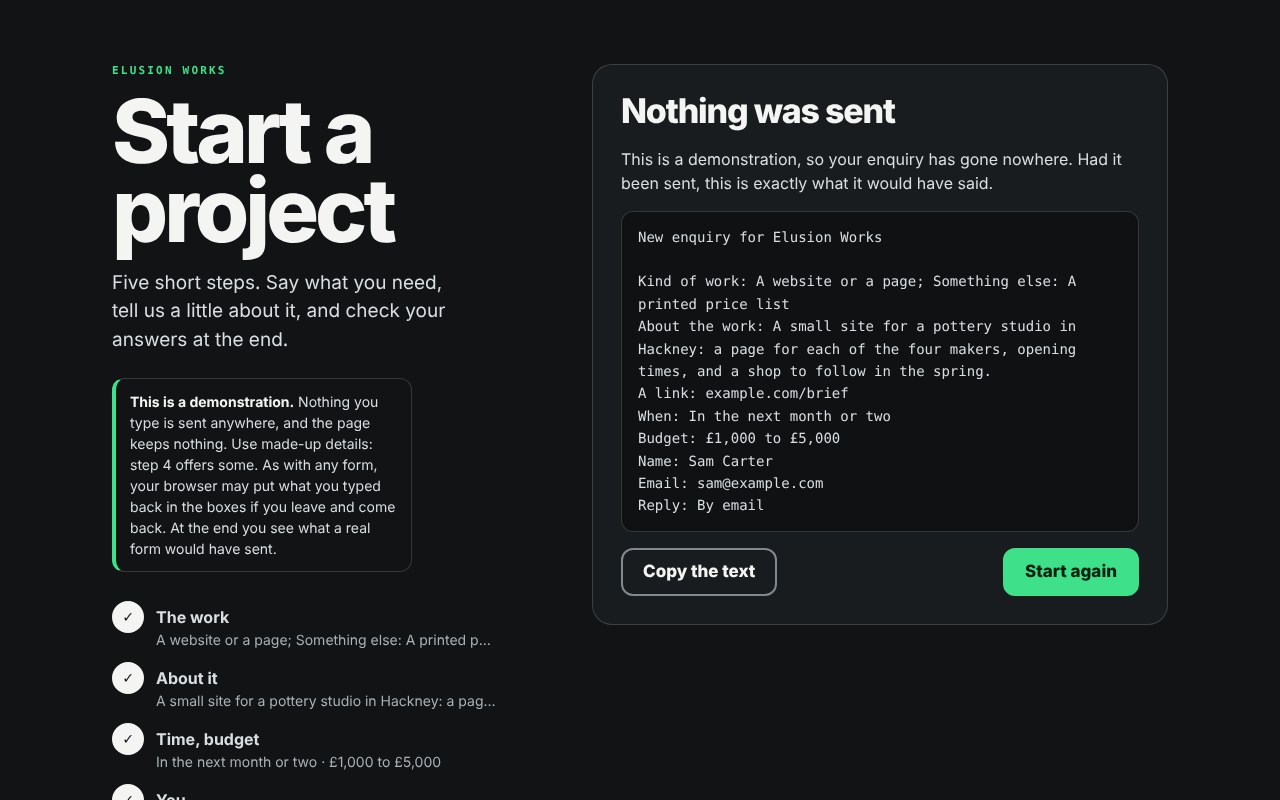 ELUSION WORKS
Start a
project
Five short steps. Say what you need,
tell us a little about it, and check your
answers at the end.
This is a demonstration. Nothing you
type is sent anywhere, and the page
keeps nothing. Use made-up details:
step 4 offers some. As with any form,
your browser may put what you typed
back in the boxes if you leave and come
back. At the end you see what a real
form would have sent.
✓ The work
A website or a page; Something else: A printed p…
✓ About it
A small site for a pottery studio in Hackney: a pag…
✓ Time, budget
In the next month or two · £1,000 to £5,000
✓ You
Nothing was sent
This is a demonstration, so your enquiry has gone nowhere. Had it
been sent, this is exactly what it would have said.
New enquiry for Elusion Works
Kind of work: A website or a page; Something else: A
printed price list
About the work: A small site for a pottery studio in
Hackney: a page for each of the four makers, opening
times, and a shop to follow in the spring.
A link: example.com/brief
When: In the next month or two
Budget: £1,000 to £5,000
Name: Sam Carter
Email: sam@example.com
Reply: By email
Copy the text
Start again